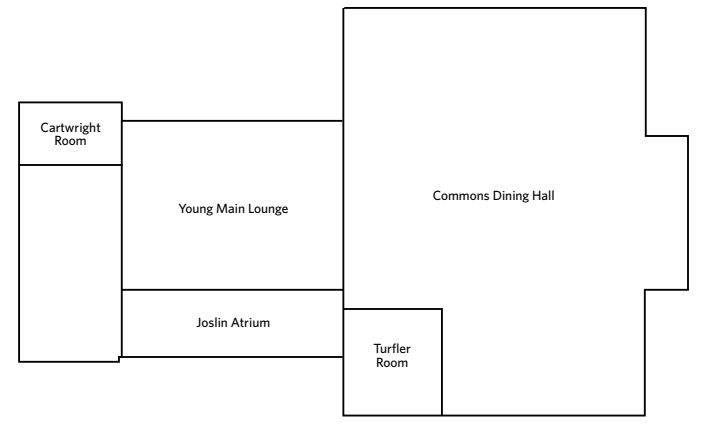 Cartwright
Room
Young Main Lounge
Commons Dining Hall
Joslin Atrium
Turfler
Room